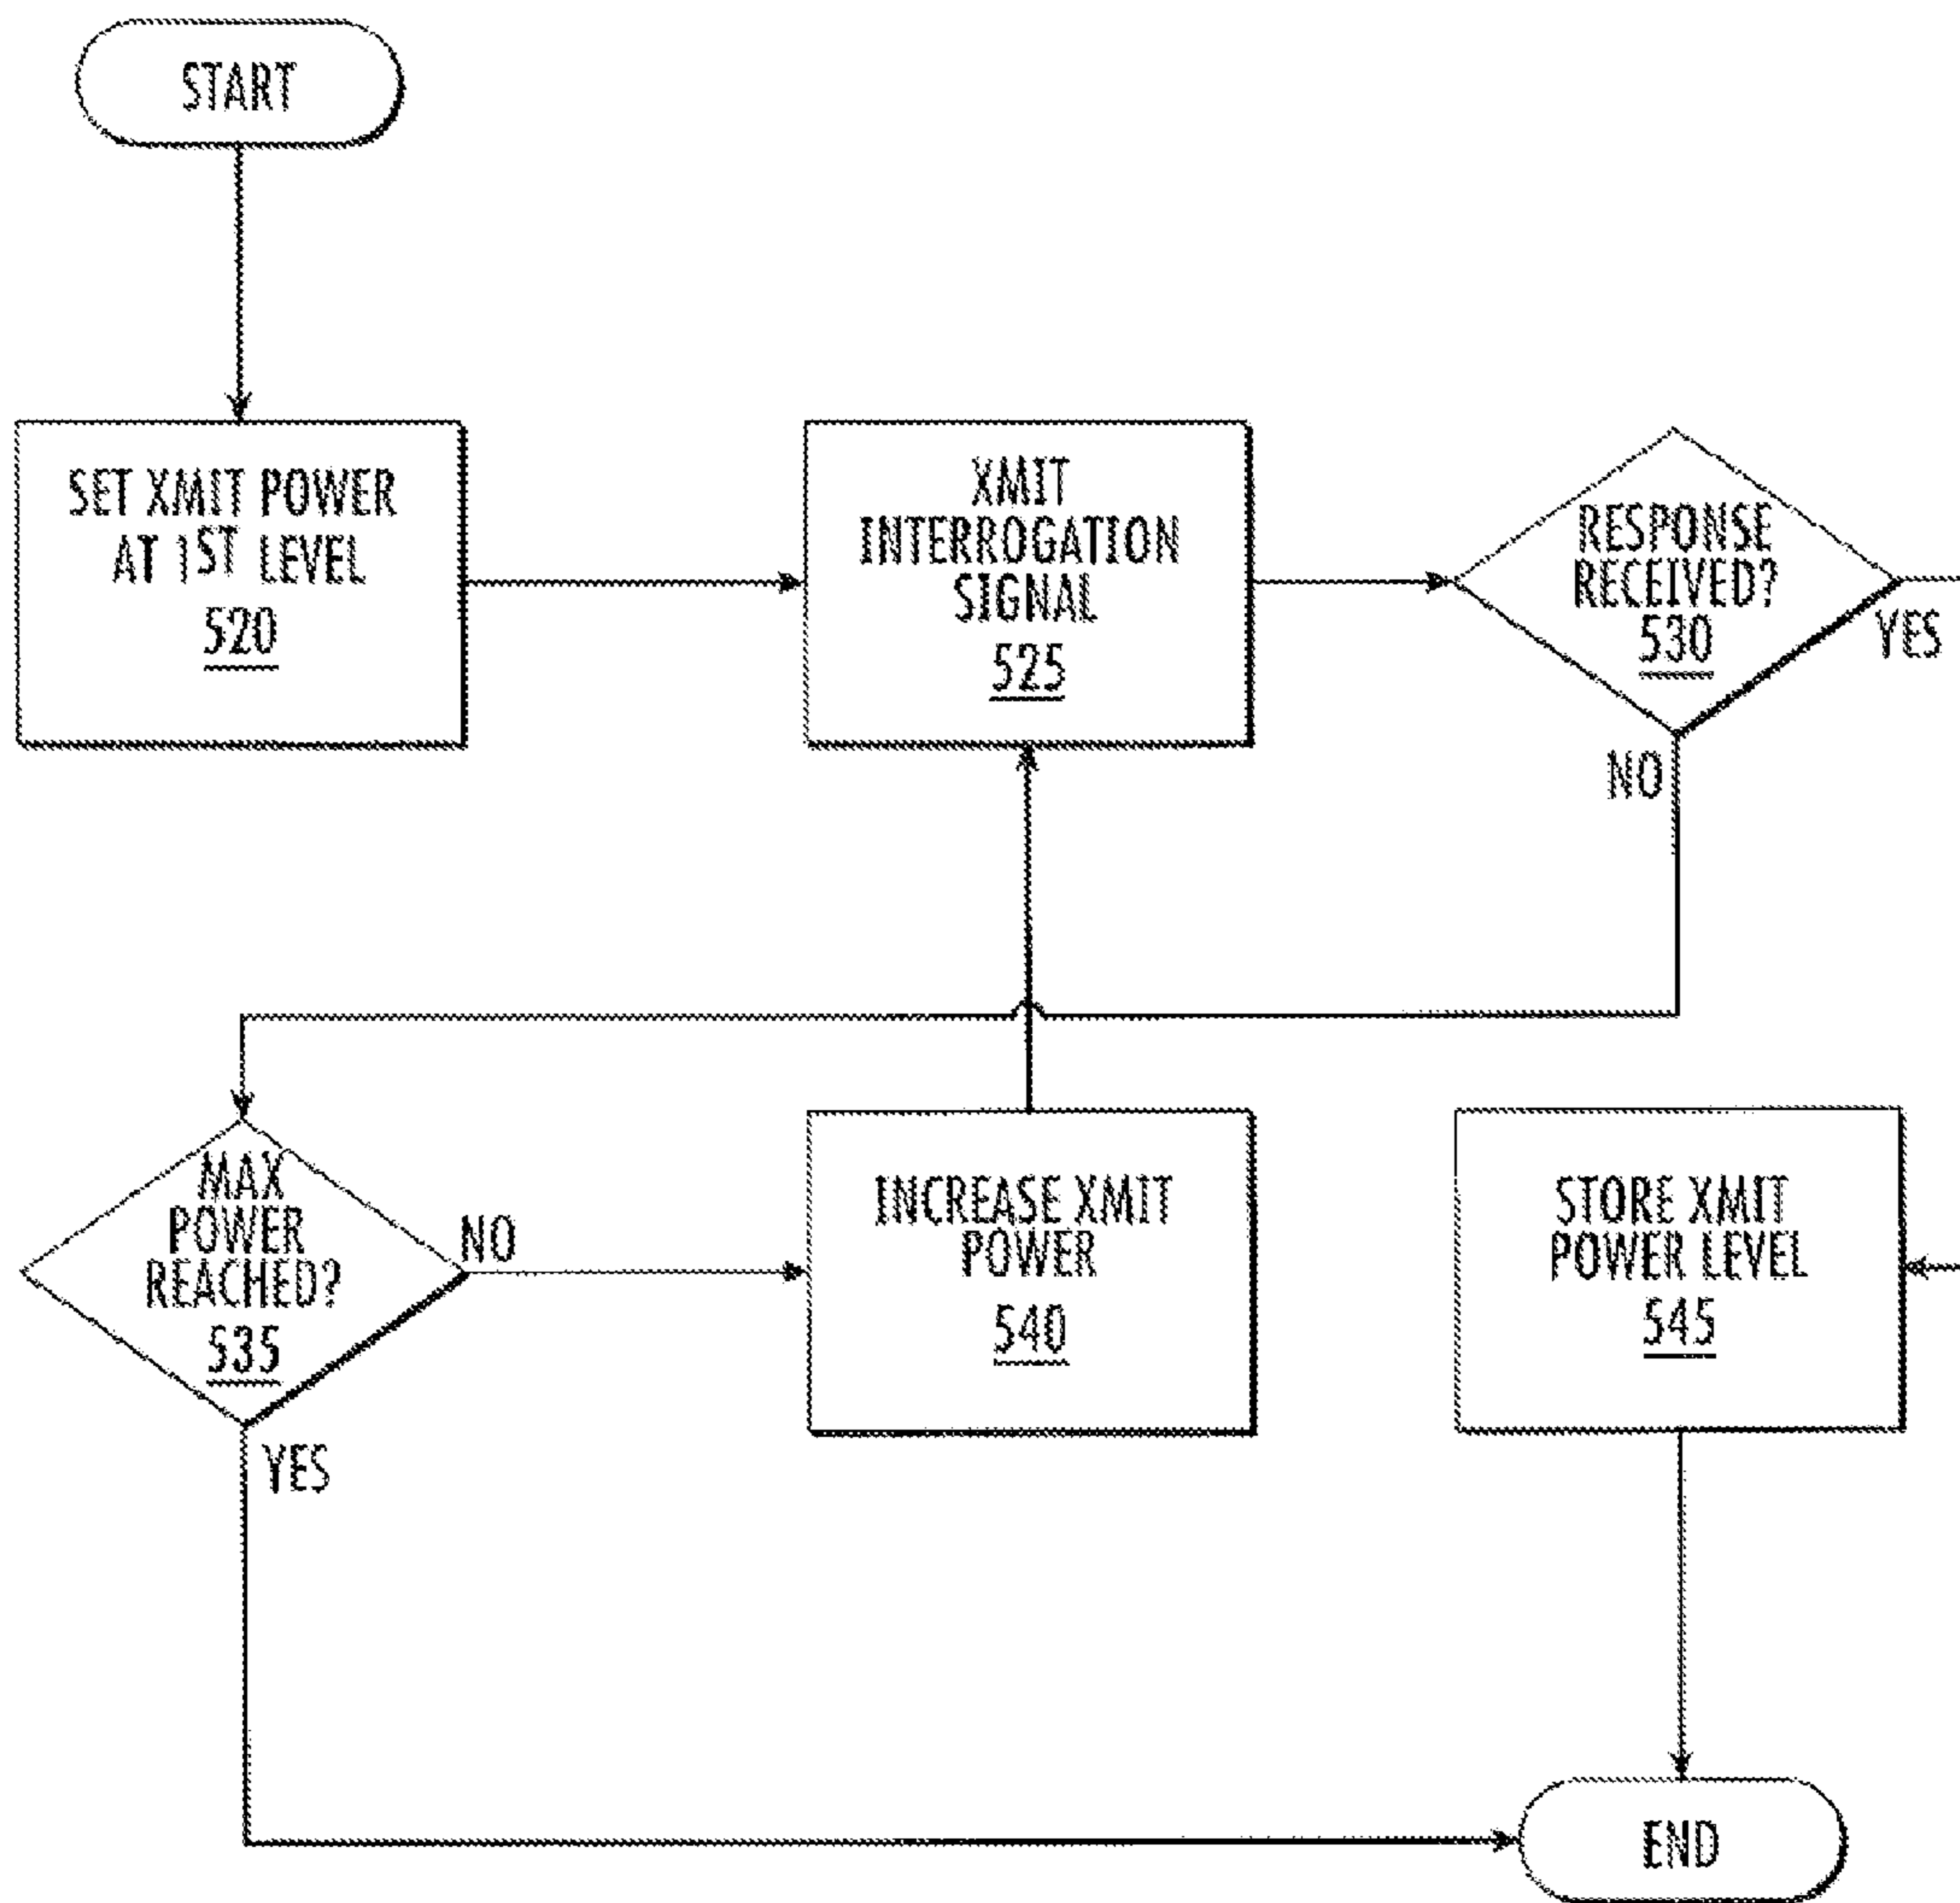 START
SET XMIT POWER
AT 1ST LEVEL
520
XMIT
INTERROGATION
SIGNAL
525
RESPONSE
RECEIVED?
530
YES
NO
MAX
POWER
REACHED?
535
NO
YES
INCREASE XMIT
POWER
540
STORE XMIT
POWER LEVEL
545
END